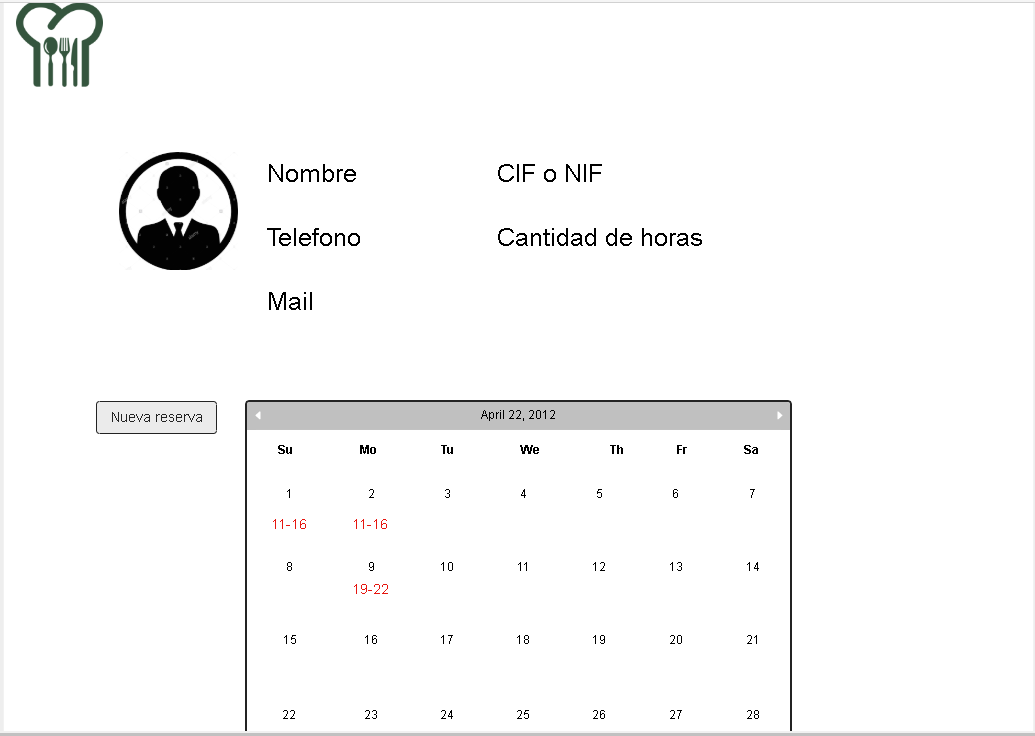 Nombre CIF o NIF
Telefono Cantidad de horas
Mail
Nueva reserva
April 22, 2012
Su Mo Tu We Th Fr Sa
1 2 3 4 5 6 7
11-16 11-16
8 9 10 11 12 13 14
19-22
15 16 17 18 19 20 21
22 23 24 25 26 27 28